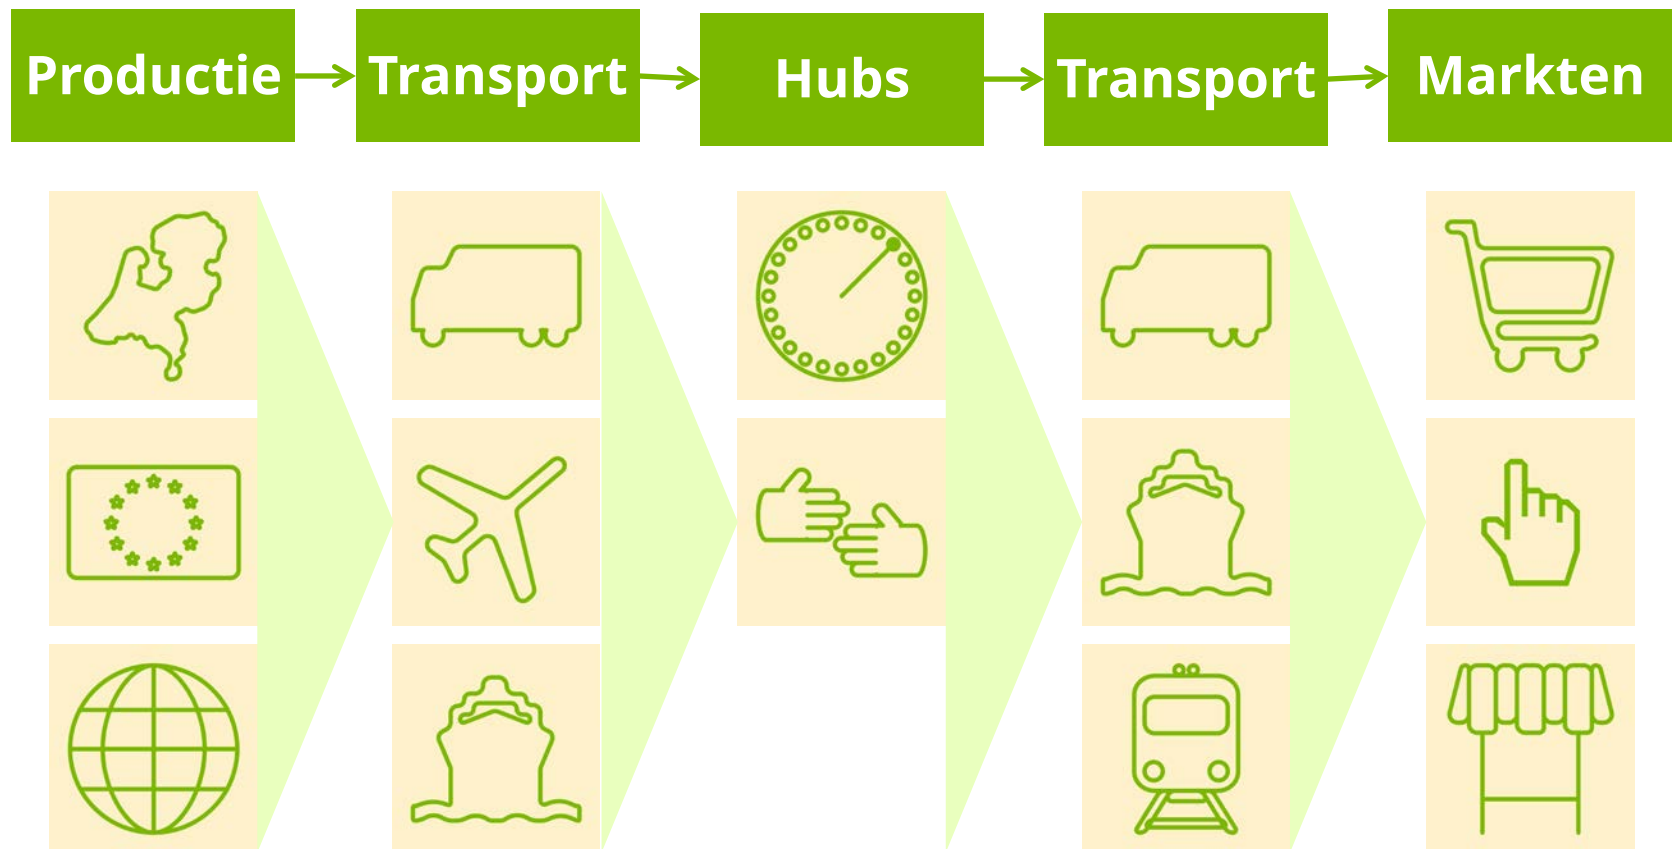 Productie
Transport
Hubs
Transport
Markten